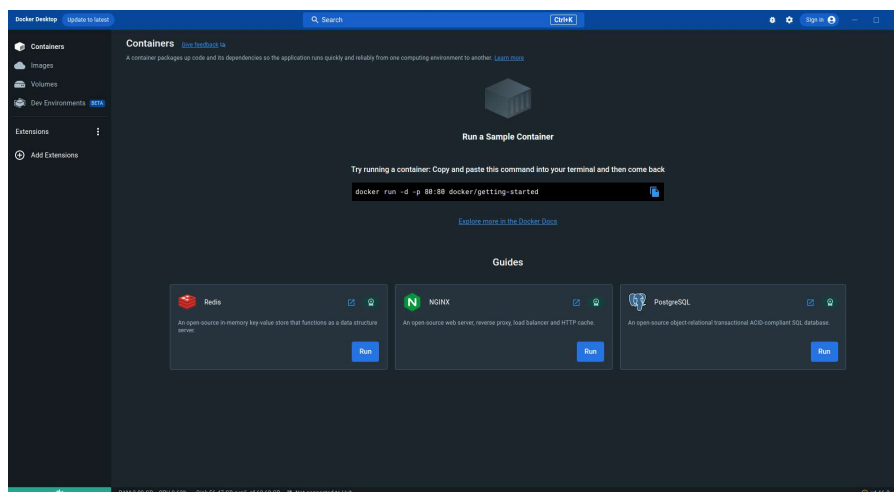 Docker Desktop Update to latest Search Ctrl+K Sign in
Containers
Images
Volumes
Dev Environments BETA
Extensions
Add Extensions
Containers Give feedback
A container packages up code and its dependencies so the application runs quickly and reliably from one computing environment to another. Learn more
Run a Sample Container
Try running a container: Copy and paste this command into your terminal and then come back
docker run -d -p 80:80 docker/getting-started
Explore more in the Docker Docs
Guides
Redis
An open-source in-memory key-value store that functions as a data structure
server.
Run
NGINX
An open-source web server, reverse proxy, load balancer and HTTP cache.
Run
PostgreSQL
An open-source object-relational transactional ACID-compliant SQL database.
Run